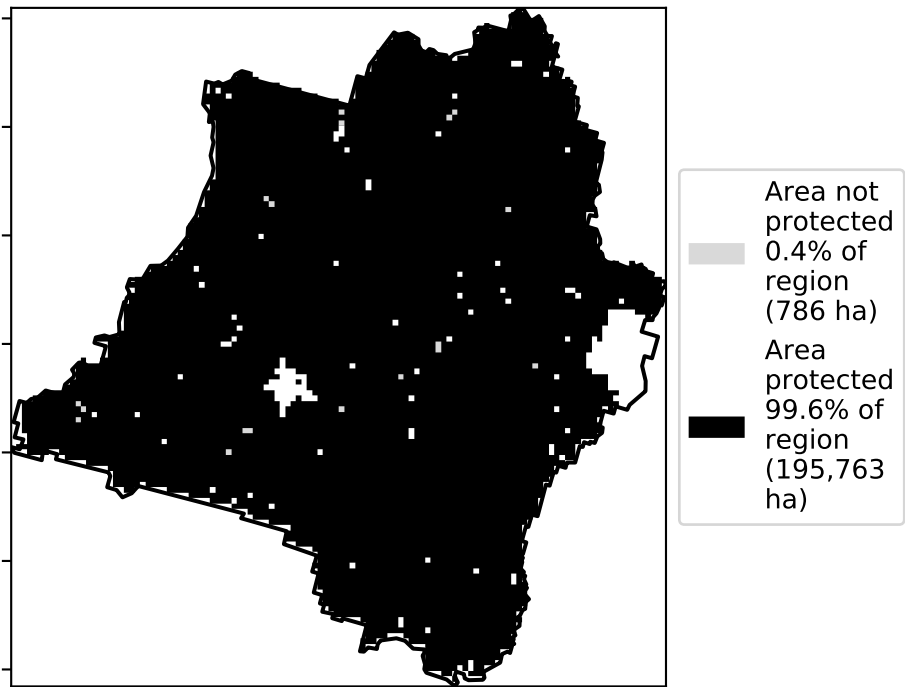 Area not
protected
0.4% of
region
(786 ha)
Area
protected
99.6% of
region
(195,763
ha)